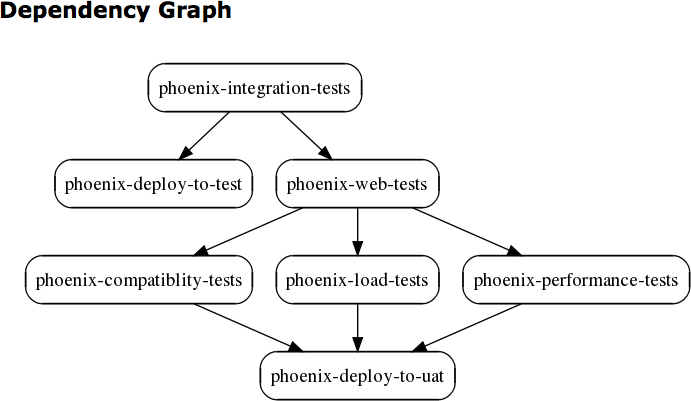 Dependency Graph
phoenix-integration-tests
phoenix-deploy-to-test
phoenix-web-tests
phoenix-compatiblity-tests
phoenix-load-tests
phoenix-performance-tests
phoenix-deploy-to-uat